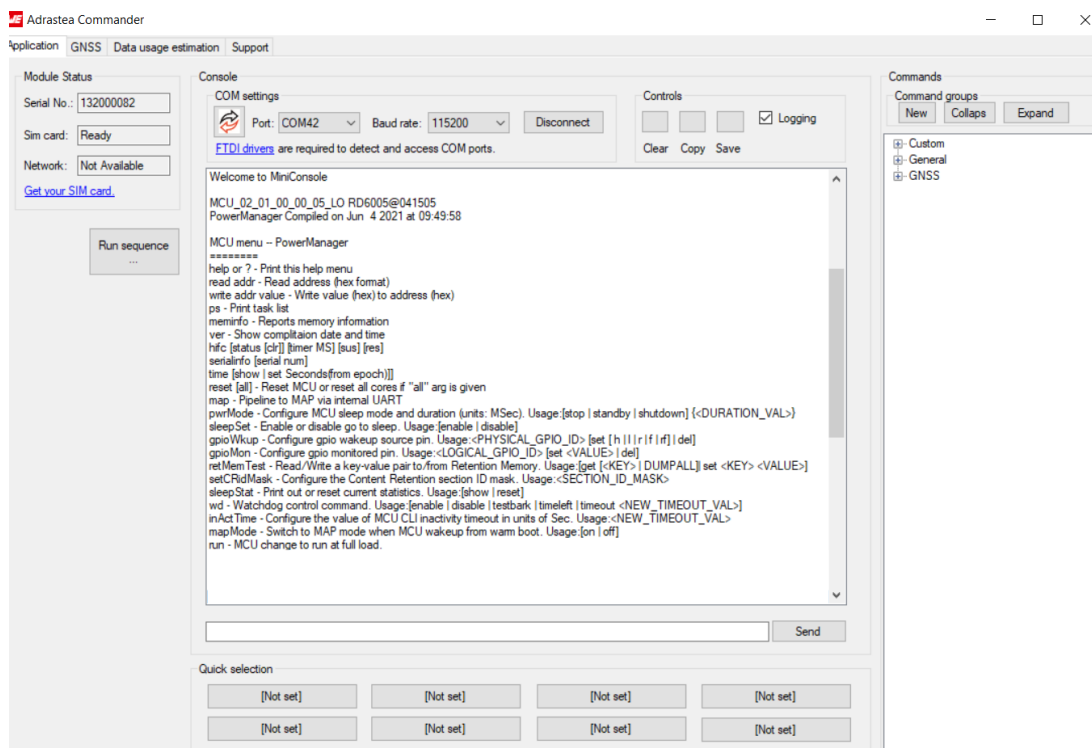 Adrastea Commander
Application GNSS Data usage estimation Support
Module Status
Serial No.: 132000082
Sim card: Ready
Network: Not Available
Get your SIM card.
Run sequence
...
Console
COM settings
Port: COM42 Baud rate: 115200 Disconnect
FTDI drivers are required to detect and access COM ports.
Controls
Logging
Clear Copy Save
Welcome to MiniConsole
MCU_02_01_00_00_05_LO RD6005@041505
PowerManager Compiled on Jun 4 2021 at 09:49:58
MCU menu -- PowerManager
========
help or ? - Print this help menu
read addr - Read address (hex format)
write addr value - Write value (hex) to address (hex)
ps - Print task list
meminfo - Reports memory information
ver - Show complitaion date and time
hifc [status [clr]] [timer MS] [sus] [res]
serialinfo [serial num]
time [show | set Seconds(from epoch)]]
reset [all] - Reset MCU or reset all cores if "all" arg is given
map - Pipeline to MAP via internal UART
pwrMode - Configure MCU sleep mode and duration (units: MSec). Usage:[stop | standby | shutdown] {<DURATION_VAL>}
sleepSet - Enable or disable go to sleep. Usage:[enable | disable]
gpioWkup - Configure gpio wakeup source pin. Usage:<PHYSICAL_GPIO_ID> [set [ h | l | r | f | rf] | del]
gpioMon - Configure gpio monitored pin. Usage:<LOGICAL_GPIO_ID> [set <VALUE> | del]
retMemTest - Read/Write a key-value pair to/from Retention Memory. Usage:[get [<KEY> | DUMPALL]| set <KEY> <VALUE>]
setCRidMask - Configure the Content Retention section ID mask. Usage:<SECTION_ID_MASK>
sleepStat - Print out or reset current statistics. Usage:[show | reset]
wd - Watchdog control command. Usage:[enable | disable | testbark | timeleft | timeout <NEW_TIMEOUT_VAL>]
inActTime - Configure the value of MCU CLI inactivity timeout in units of Sec. Usage:<NEW_TIMEOUT_VAL>
mapMode - Switch to MAP mode when MCU wakeup from warm boot. Usage:[on | off]
run - MCU change to run at full load.
Send
Quick selection
[Not set] [Not set] [Not set] [Not set]
[Not set] [Not set] [Not set] [Not set]
Commands
Command groups
New Collaps Expand
Custom
General
GNSS